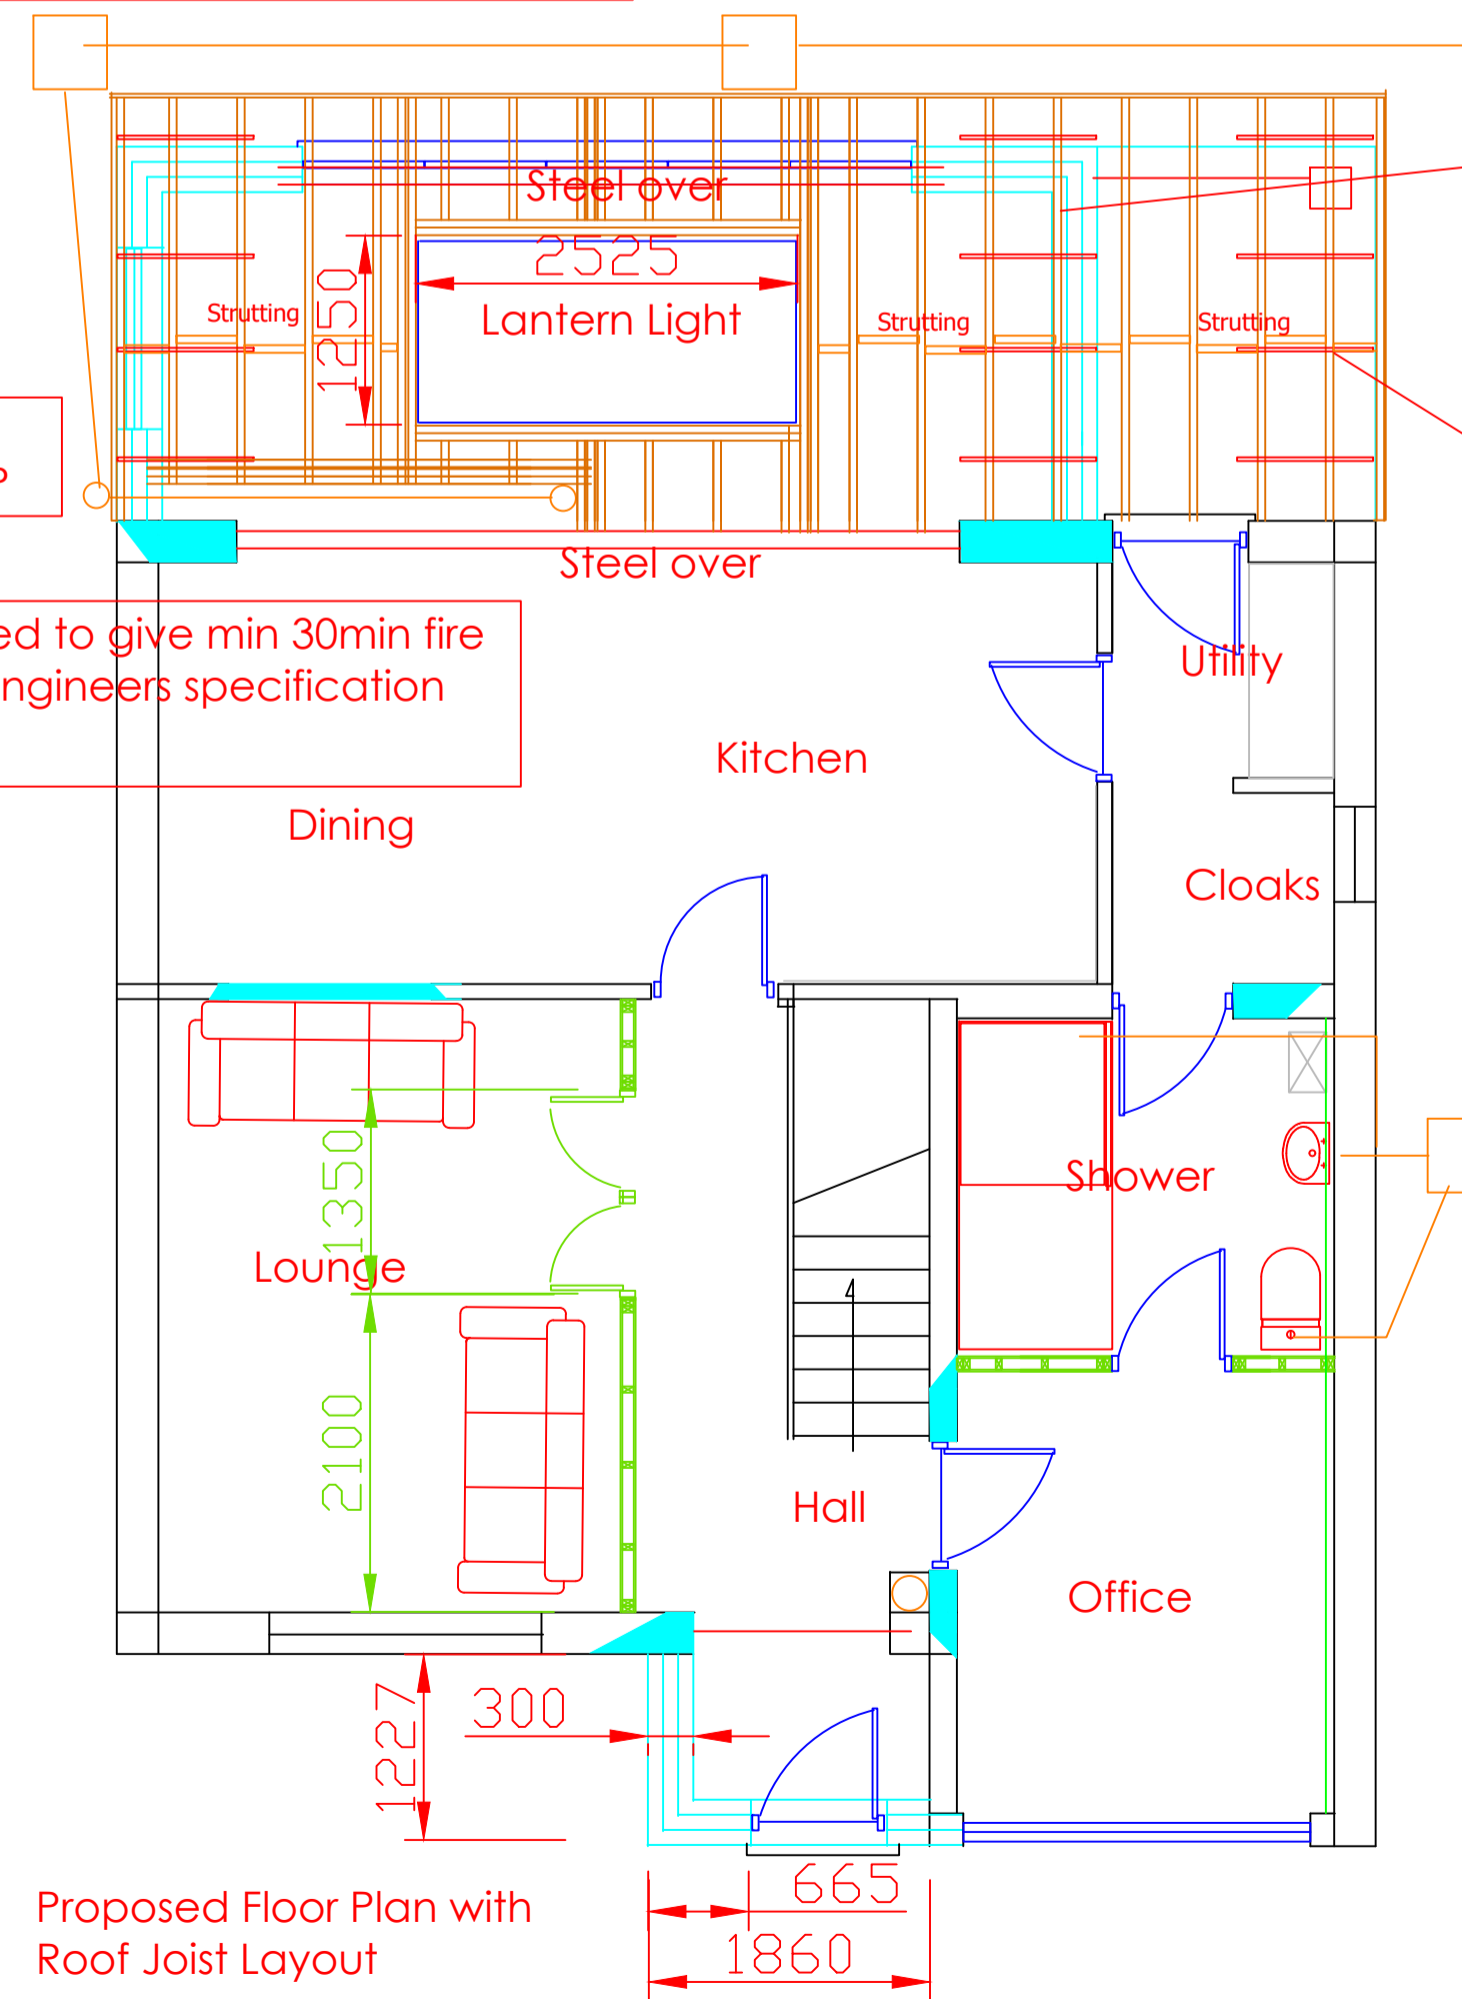 Steel over
2525
1250
Lantern Light
Strutting
Strutting
Strutting
Steel over
ed to give min 30min fire
ngineers specification
Utility
Kitchen
Dining
Cloaks
1350
Shower
Lounge
2100
Hall
Office
1227
300
665
1860
Proposed Floor Plan with
Roof Joist Layout